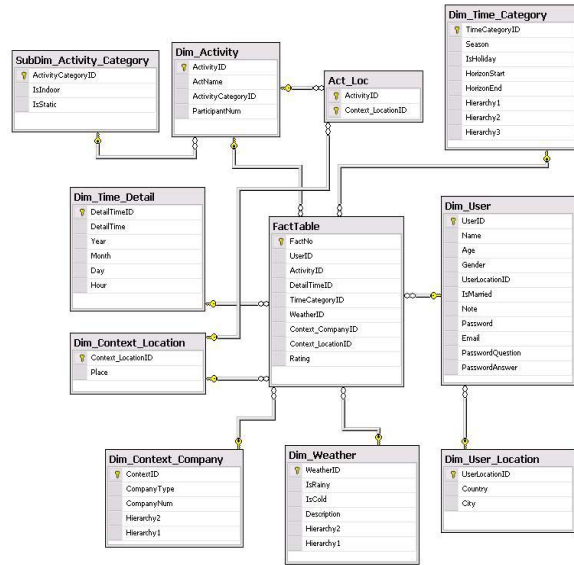 Dim_Time_Category
TimeCategoryID
Season
IsHoliday
HorizonStart
HorizonEnd
Hierarchy1
Hierarchy2
Hierarchy3
SubDim_Activity_Category
ActivityCategoryID
IsIndoor
IsStatic
Dim_Activity
ActivityID
ActName
ActivityCategoryID
ParticipantNum
Act_Loc
ActivityID
Context_LocationID
Dim_Time_Detail
DetailTimeID
DetailTime
Year
Month
Day
Hour
FactTable
FactNo
UserID
ActivityID
DetailTimeID
TimeCategoryID
WeatherID
Context_CompanyID
Context_LocationID
Rating
Dim_User
UserID
Name
Age
Gender
UserLocationID
IsMarried
Note
Password
Email
PasswordQuestion
PasswordAnswer
Dim_Context_Location
Context_LocationID
Place
Dim_Context_Company
ContextID
CompanyType
CompanyNum
Hierarchy2
Hierarchy1
Dim_Weather
WeatherID
IsRainy
IsCold
Description
Hierarchy2
Hierarchy1
Dim_User_Location
UserLocationID
Country
City